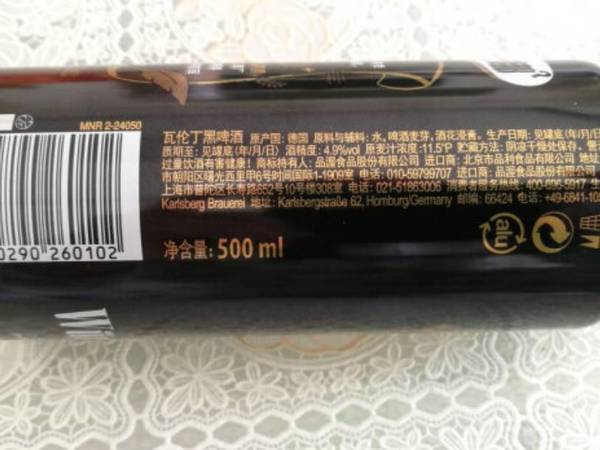 MNR 2-24050
瓦伦丁黑啤酒 原产国: 德国 原料与辅料: 水, 啤酒麦芽, 酒花浸膏. 生产日期: 见罐底(年/月/日)
质期至: 见罐底(年/月/日) 酒精度: 4.9%vol 原麦汁浓度:11.5°P 贮藏方法: 阴凉干燥处保存.
过量饮酒有害健康! 商标持有人: 品渥食品股份有限公司 进口商: 北京市品利食品有限公司 地址:
市朝阳区曙光西里甲6号院1-1909室 电话: 010-59799707 进口商: 品渥食品股份有限公司
上海市普陀区长寿路652号10号楼308室 电话: 021-51863006 消费者服务热线: 400-695-5917
Karlsberg Brauerei 地址: Karlsbergstraße 62, Homburg/Germany 邮编: 66424 电话: +49-6841-10
净含量: 500 ml
0290 260102
alu